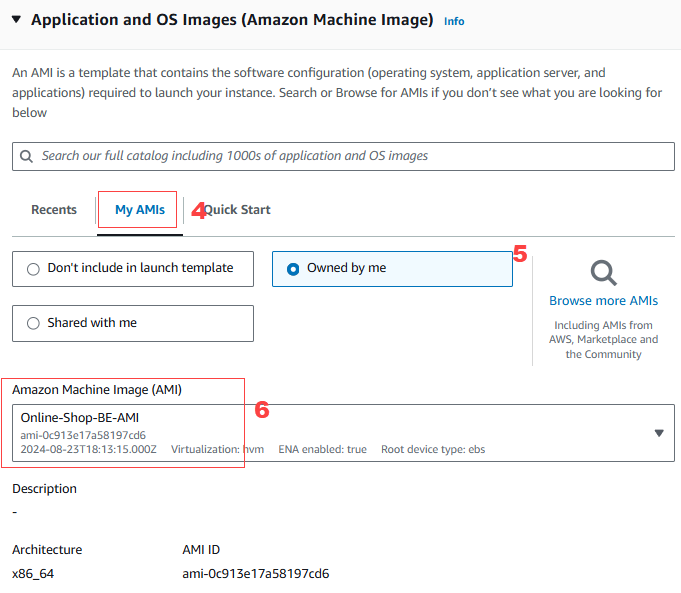 Application and OS Images (Amazon Machine Image) Info
An AMI is a template that contains the software configuration (operating system, application server, and
applications) required to launch your instance. Search or Browse for AMIs if you don't see what you are looking for
below
Search our full catalog including 1000s of application and OS images
Recents My AMIs 4 Quick Start
Don't include in launch template Owned by me 5
Shared with me
Browse more AMIs
Including AMIs from
AWS, Marketplace and
the Community
Amazon Machine Image (AMI) 6
Online-Shop-BE-AMI
ami-0c913e17a58197cd6
2024-08-23T18:13:15.000Z Virtualization: hvm ENA enabled: true Root device type: ebs
Description
-
Architecture AMI ID
x86_64 ami-0c913e17a58197cd6